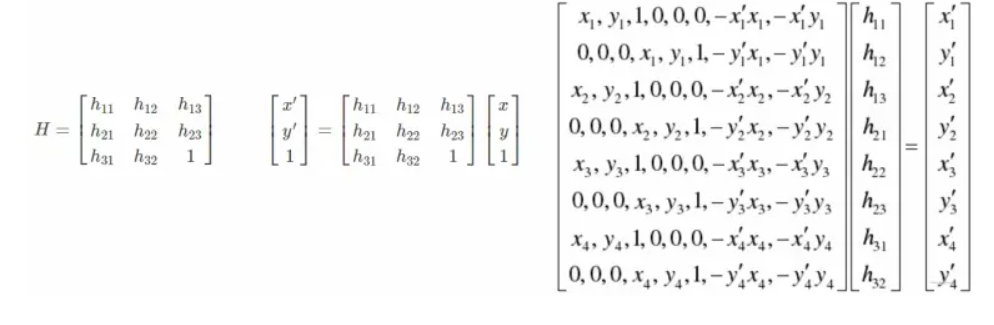 H = [h₁₁ h₁₂ h₁₃
h₂₁ h₂₂ h₂₃
h₃₁ h₃₂ 1]
[x′
y′
1] = [h₁₁ h₁₂ h₁₃
h₂₁ h₂₂ h₂₃
h₃₁ h₃₂ 1] [x
y
1]
[x₁, y₁,1,0,0,0,−x′₁x₁,−x′₁y₁
0,0,0,x₁, y₁,1,−y′₁x₁,−y′₁y₁
x₂, y₂,1,0,0,0,−x′₂x₂,−x′₂y₂
0,0,0,x₂, y₂,1,−y′₂x₂,−y′₂y₂
x₃, y₃,1,0,0,0,−x′₃x₃,−x′₃y₃
0,0,0,x₃, y₃,1,−y′₃x₃,−y′₃y₃
x₄, y₄,1,0,0,0,−x′₄x₄,−x′₄y₄
0,0,0,x₄, y₄,1,−y′₄x₄,−y′₄y₄]
[h₁₁
h₁₂
h₁₃
h₂₁
h₂₂
h₂₃
h₃₁
h₃₂]
=
[x′₁
y′₁
x′₂
y′₂
x′₃
y′₃
x′₄
y′₄]